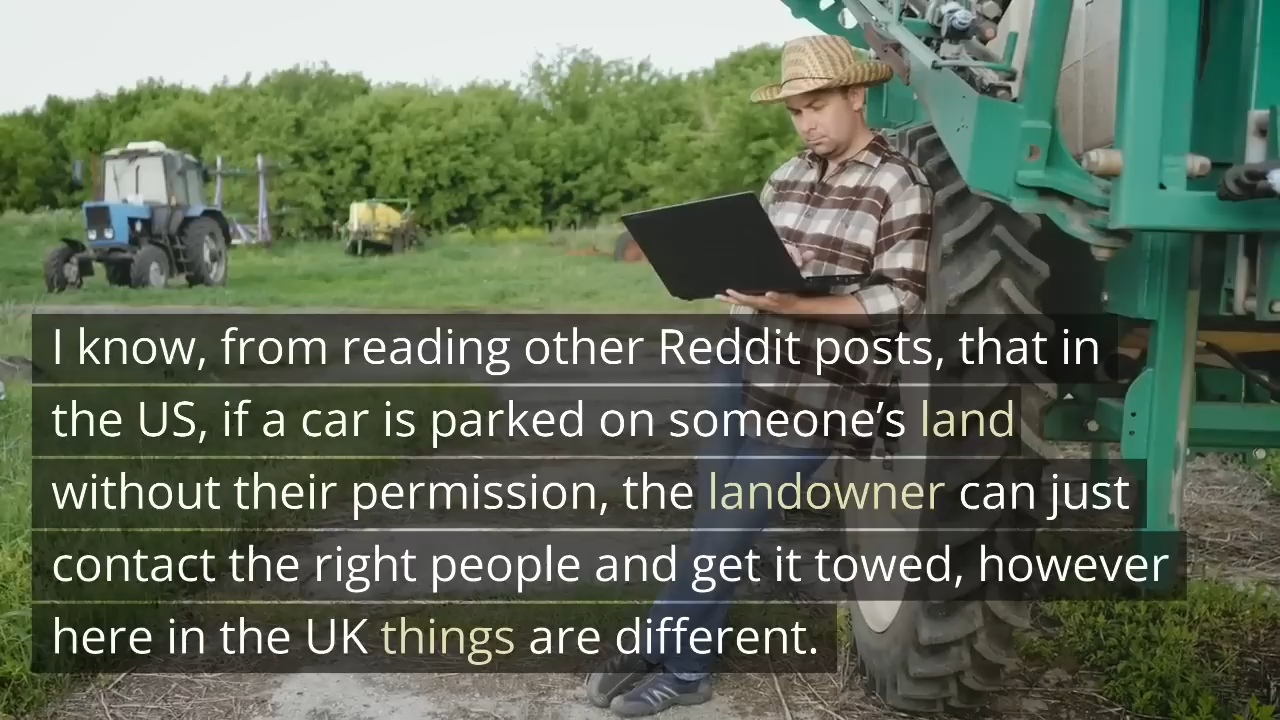 I know, from reading other Reddit posts, that in
the US, if a car is parked on someone’s land
without their permission, the landowner can just
contact the right people and get it towed, however
here in the UK things are different.